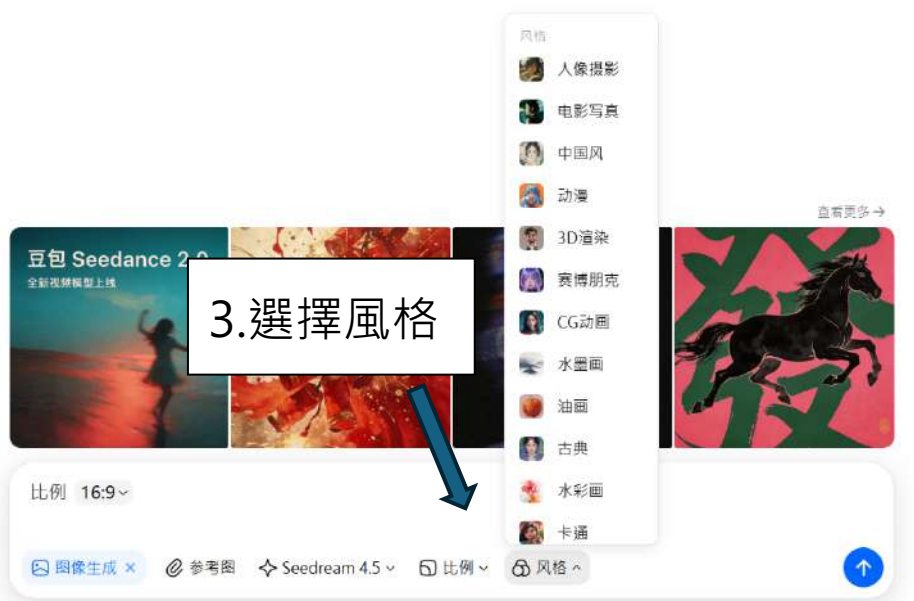 风格
人像摄影
电影写真
中国风
动漫
3D渲染
赛博朋克
CG动画
水墨画
油画
古典
水彩画
卡通
查看更多→
豆包 Seedance 2.0
全新视频模型上线
3.選擇風格
發
比例 16:9
图像生成 ×
参考图
Seedream 4.5
比例
风格